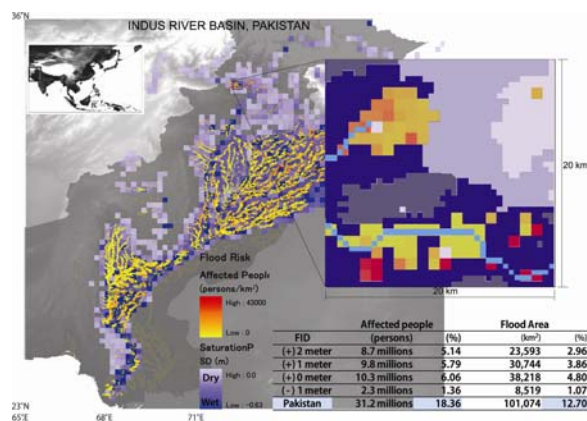 36°N
INDUS RIVER BASIN, PAKISTAN
20 km
20 km
Flood Risk
Affected People
(persons/km²)
High : 43000
Low : 0
SaturationP
SD (m)
High : 0.0
Dry
Wet
Low : -0.63
23°N
65°E 68°E 71°E
Affected people Flood Area
FID (persons) (%) (km²) (%)
(+) 2 meter 8.7 millions 5.14 23,593 2.96
(+) 1 meter 9.8 millions 5.79 30,744 3.86
(+) 0 meter 10.3 millions 6.06 38,218 4.80
(-) 1 meter 2.3 millions 1.36 8,519 1.07
Pakistan 31.2 millions 18.36 101,074 12.70